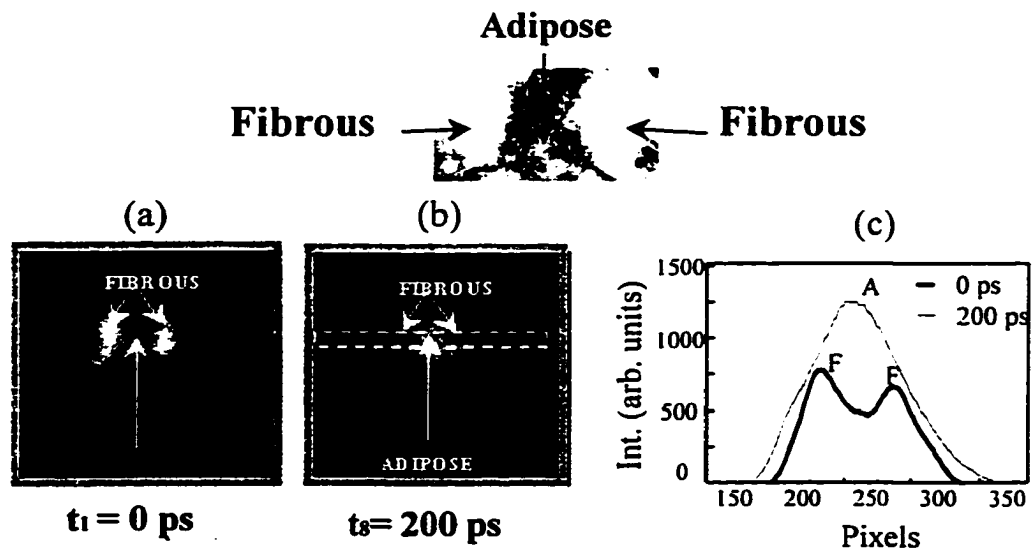 Adipose
Fibrous
Fibrous
(a)
(b)
(c)
FIBROUS
ADIPOSE
FIBROUS
t1 = 0 ps
t8= 200 ps
Int. (arb. units)
1500
1000
500
0
A
F
F
0 ps
200 ps
150 200 250 300 350
Pixels